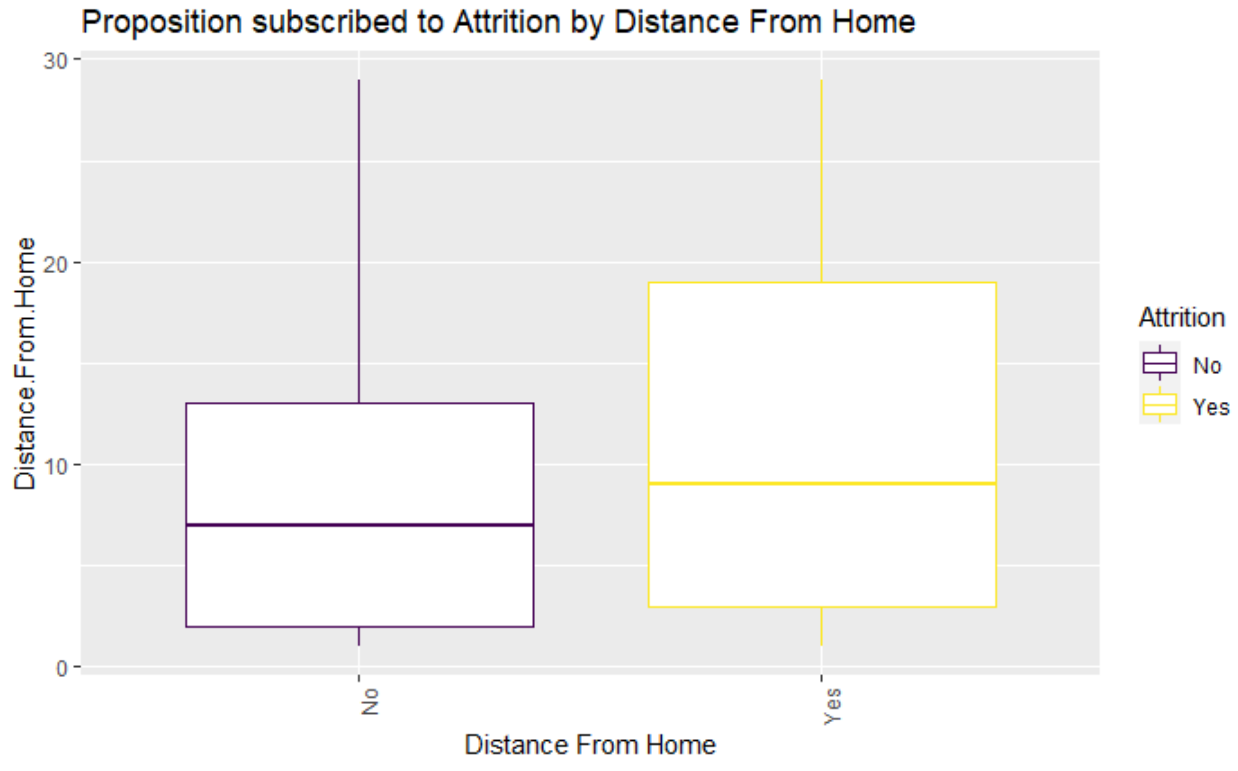 Proposition subscribed to Attrition by Distance From Home
30
20
10
0
Distance.From.Home
No
Yes
Distance From Home
Attrition
No
Yes